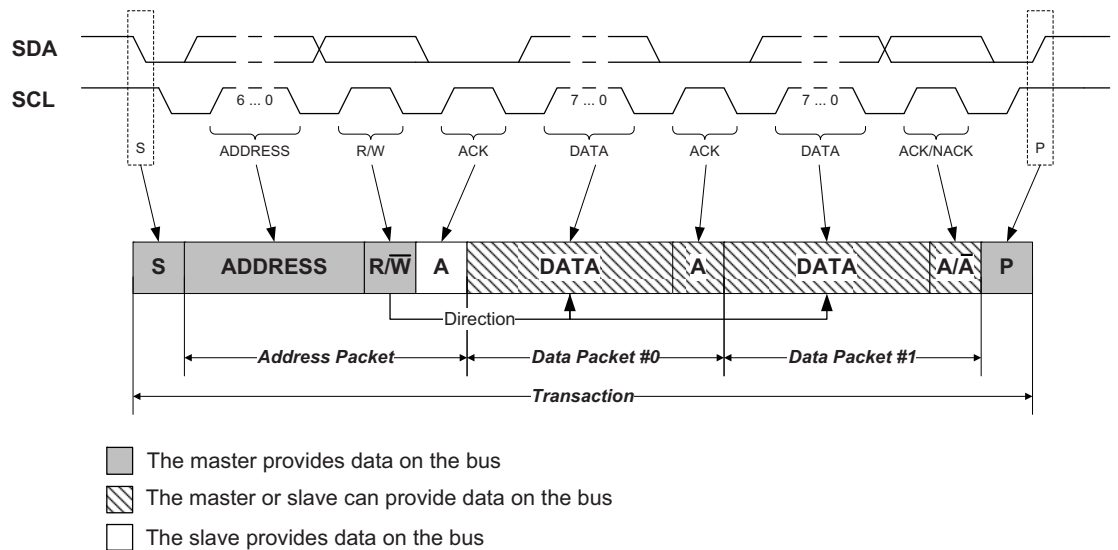 SDA
SCL
6 ... 0
7 ... 0
7 ... 0
S
ADDRESS
R/W
ACK
DATA
ACK
DATA
ACK/NACK
P
S
ADDRESS
R/W̅
A
DATA
A
DATA
A/A̅
P
Direction
Address Packet
Data Packet #0
Data Packet #1
Transaction
The master provides data on the bus
The master or slave can provide data on the bus
The slave provides data on the bus